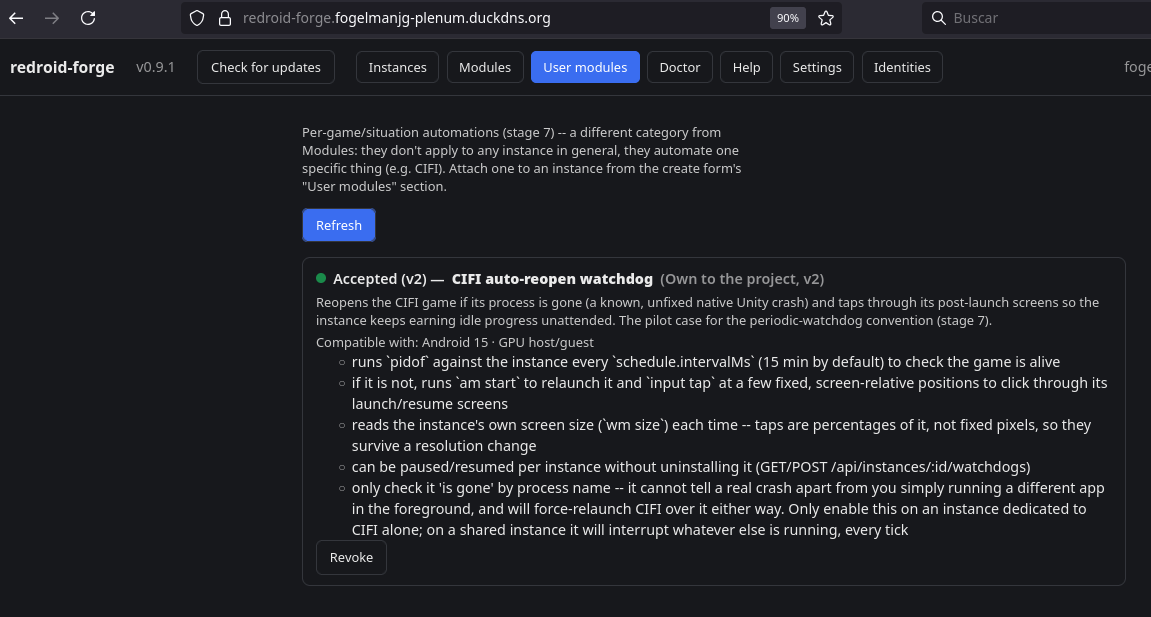 redroid-forge.fogelmanjg-plenum.duckdns.org 90% Buscar
redroid-forge v0.9.1 Check for updates Instances Modules User modules Doctor Help Settings Identities foge
Per-game/situation automations (stage 7) -- a different category from
Modules: they don't apply to any instance in general, they automate one
specific thing (e.g. CIFI). Attach one to an instance from the create form's
"User modules" section.
Refresh
Accepted (v2) — CIFI auto-reopen watchdog (Own to the project, v2)
Reopens the CIFI game if its process is gone (a known, unfixed native Unity crash) and taps through its post-launch screens so the
instance keeps earning idle progress unattended. The pilot case for the periodic-watchdog convention (stage 7).
Compatible with: Android 15 · GPU host/guest
◦ runs `pidof` against the instance every `schedule.intervalMs` (15 min by default) to check the game is alive
◦ if it is not, runs `am start` to relaunch it and `input tap` at a few fixed, screen-relative positions to click through its
launch/resume screens
◦ reads the instance's own screen size (`wm size`) each time -- taps are percentages of it, not fixed pixels, so they
survive a resolution change
◦ can be paused/resumed per instance without uninstalling it (GET/POST /api/instances/:id/watchdogs)
◦ only check it 'is gone' by process name -- it cannot tell a real crash apart from you simply running a different app
in the foreground, and will force-relaunch CIFI over it either way. Only enable this on an instance dedicated to
CIFI alone; on a shared instance it will interrupt whatever else is running, every tick
Revoke